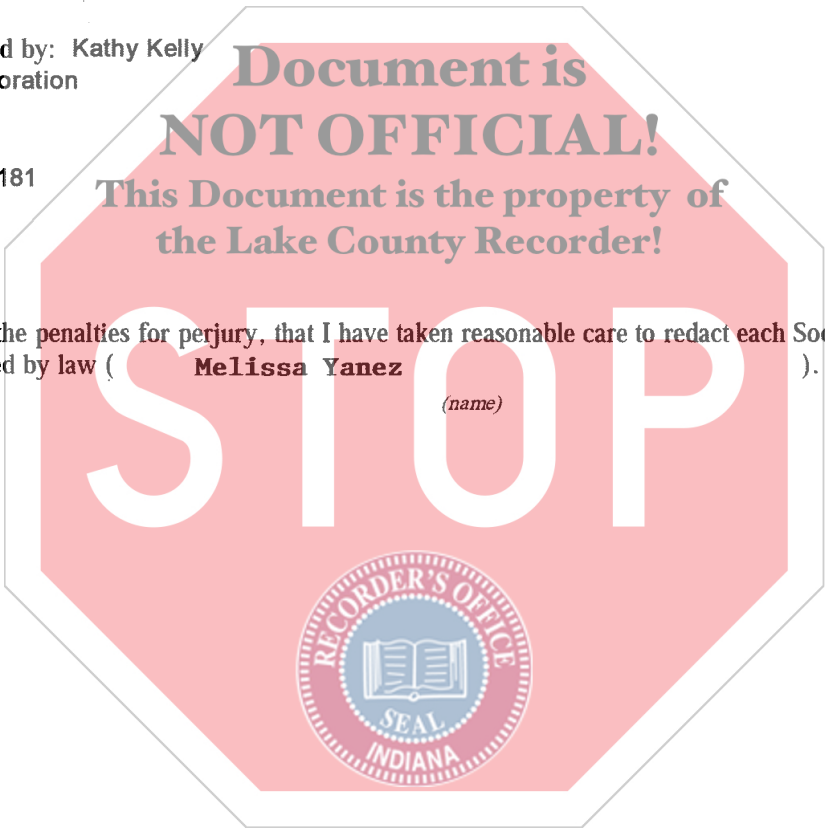 d by: Kathy Kelly
oration
Document is
NOT OFFICIAL!
181
This Document is the property of
the Lake County Recorder!
he penalties for perjury, that I have taken reasonable care to redact each Soc
d by law ( Melissa Yanez ).
(name)
STOP
RECORDER'S OFFICE
SEAL
INDIANA